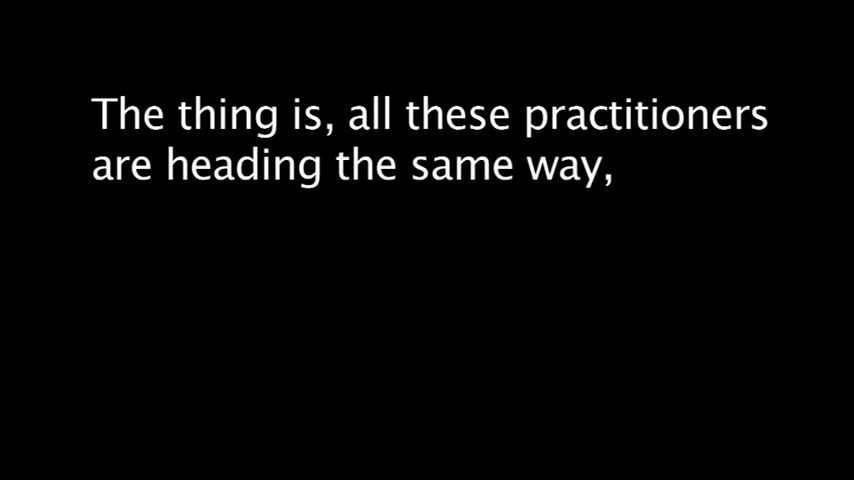 The thing is, all these practitioners
are heading the same way,